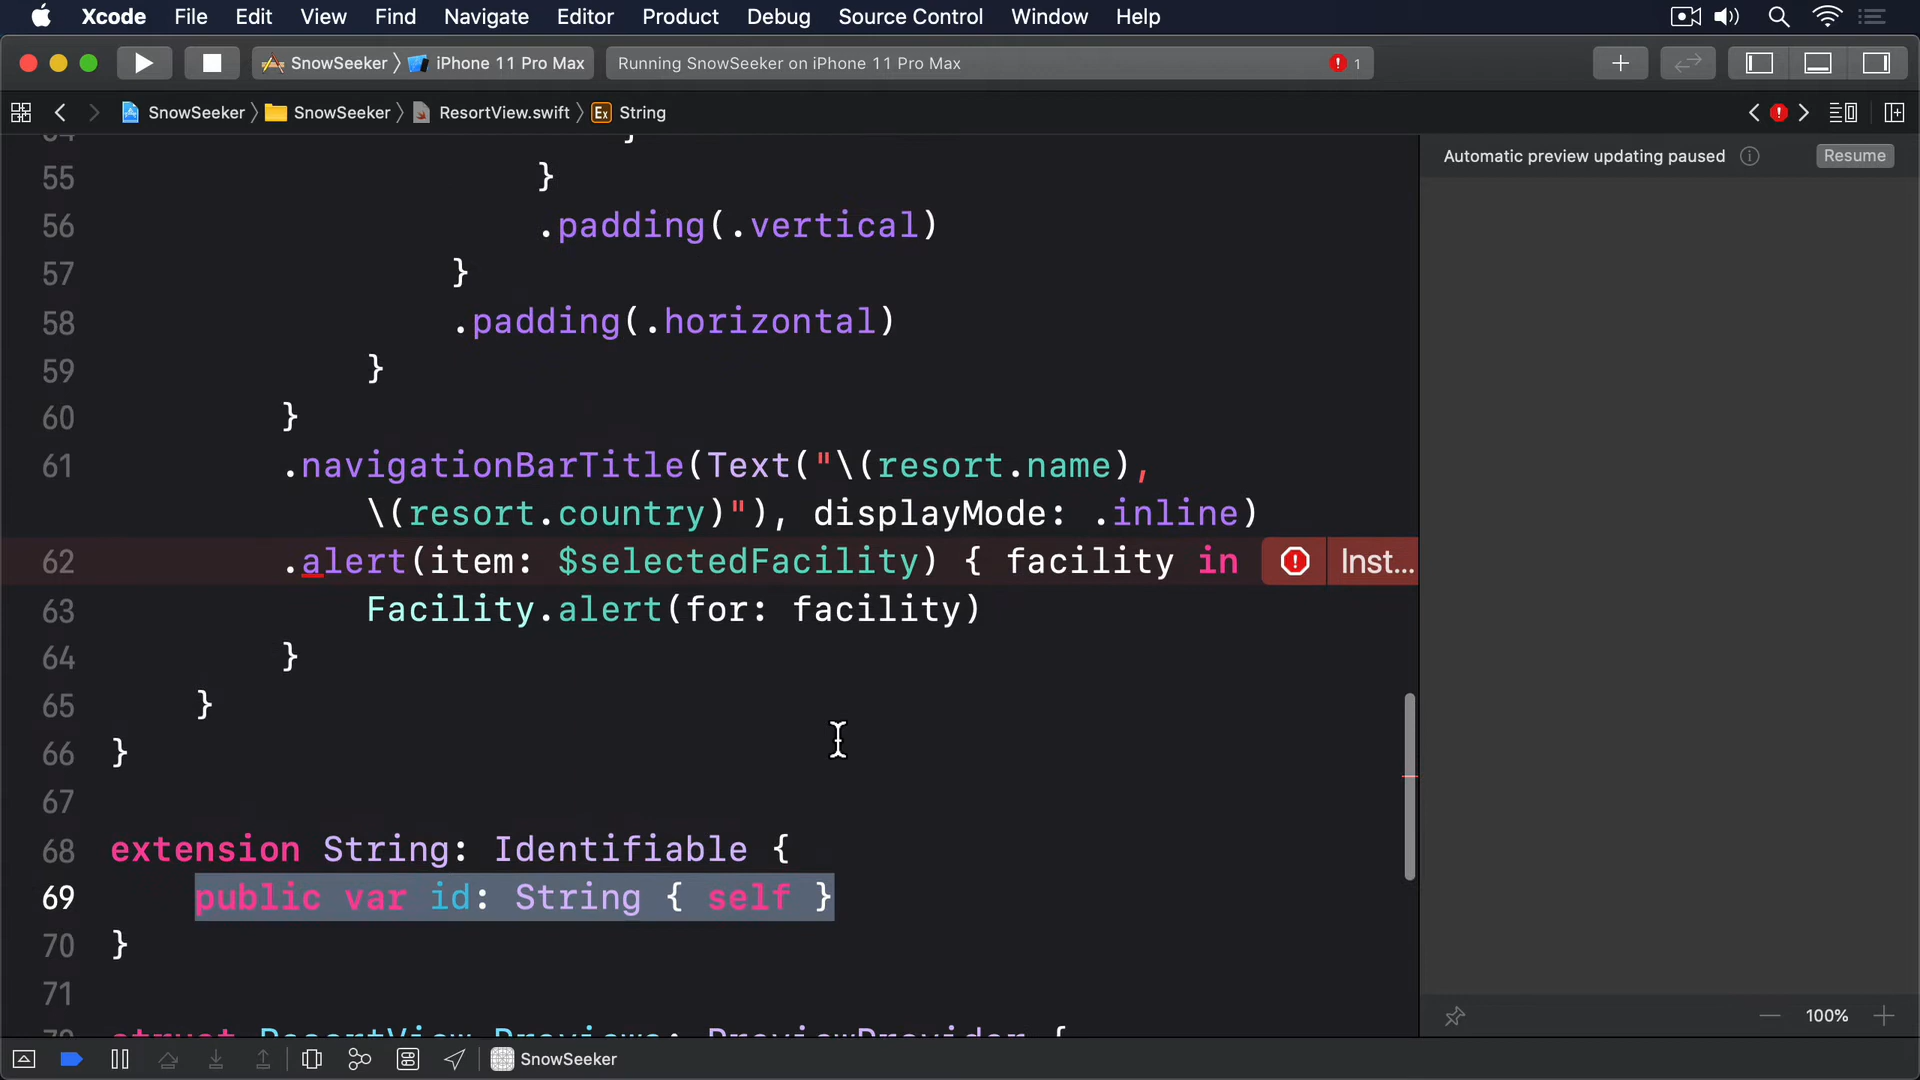 Xcode File Edit View Find Navigate Editor Product Debug Source Control Window Help
SnowSeeker 〉 iPhone 11 Pro Max
Running SnowSeeker on iPhone 11 Pro Max
1
SnowSeeker 〉 SnowSeeker 〉 ResortView.swift 〉 Ex String
Automatic preview updating paused
Resume
}
55 }
56 .padding(.vertical)
57 }
58 .padding(.horizontal)
59 }
60 }
61 .navigationBarTitle(Text("\(resort.name),
\(resort.country)"), displayMode: .inline)
62 .alert(item: $selectedFacility) { facility in
Inst...
63 Facility.alert(for: facility)
64 }
65 }
66 }
67
68 extension String: Identifiable {
69 public var id: String { self }
70 }
71
struct ResortView_Previews: PreviewProvider {
100%
SnowSeeker